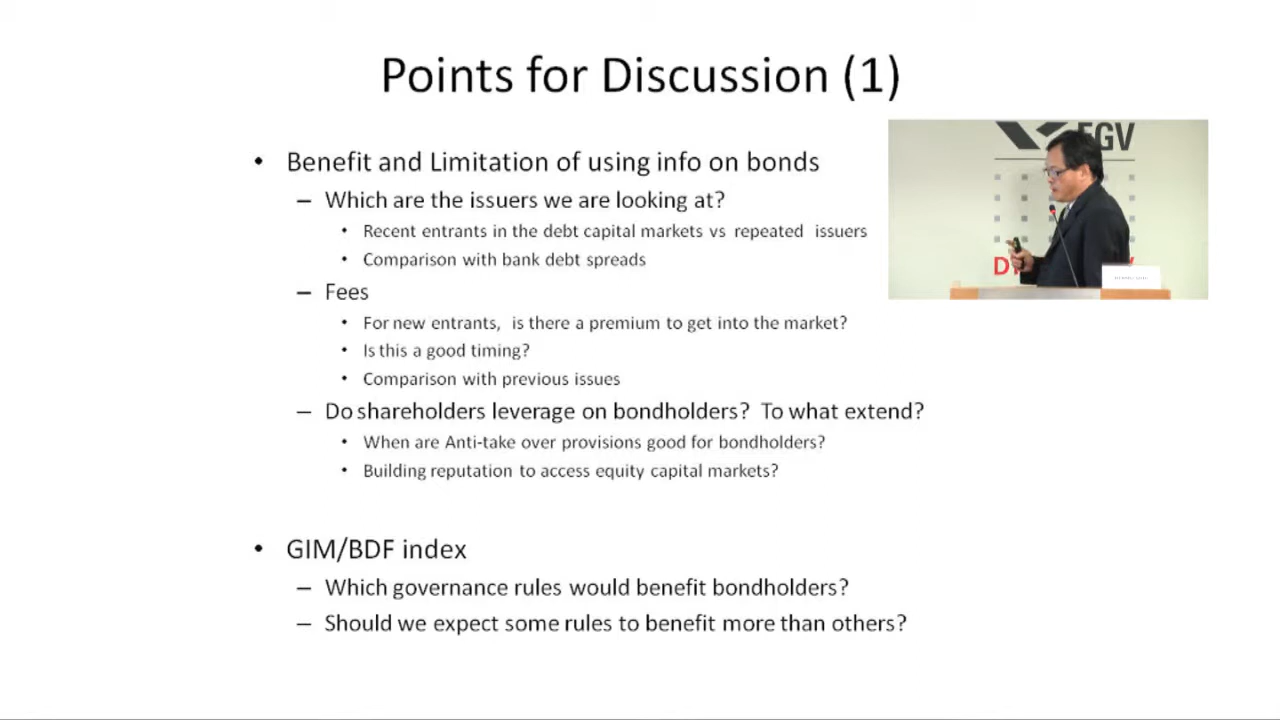 Points for Discussion (1)
• Benefit and Limitation of using info on bonds
– Which are the issuers we are looking at?
• Recent entrants in the debt capital markets vs repeated issuers
• Comparison with bank debt spreads
– Fees
• For new entrants, is there a premium to get into the market?
• Is this a good timing?
• Comparison with previous issues
– Do shareholders leverage on bondholders? To what extend?
• When are Anti-take over provisions good for bondholders?
• Building reputation to access equity capital markets?
• GIM/BDF index
– Which governance rules would benefit bondholders?
– Should we expect some rules to benefit more than others?
FGV